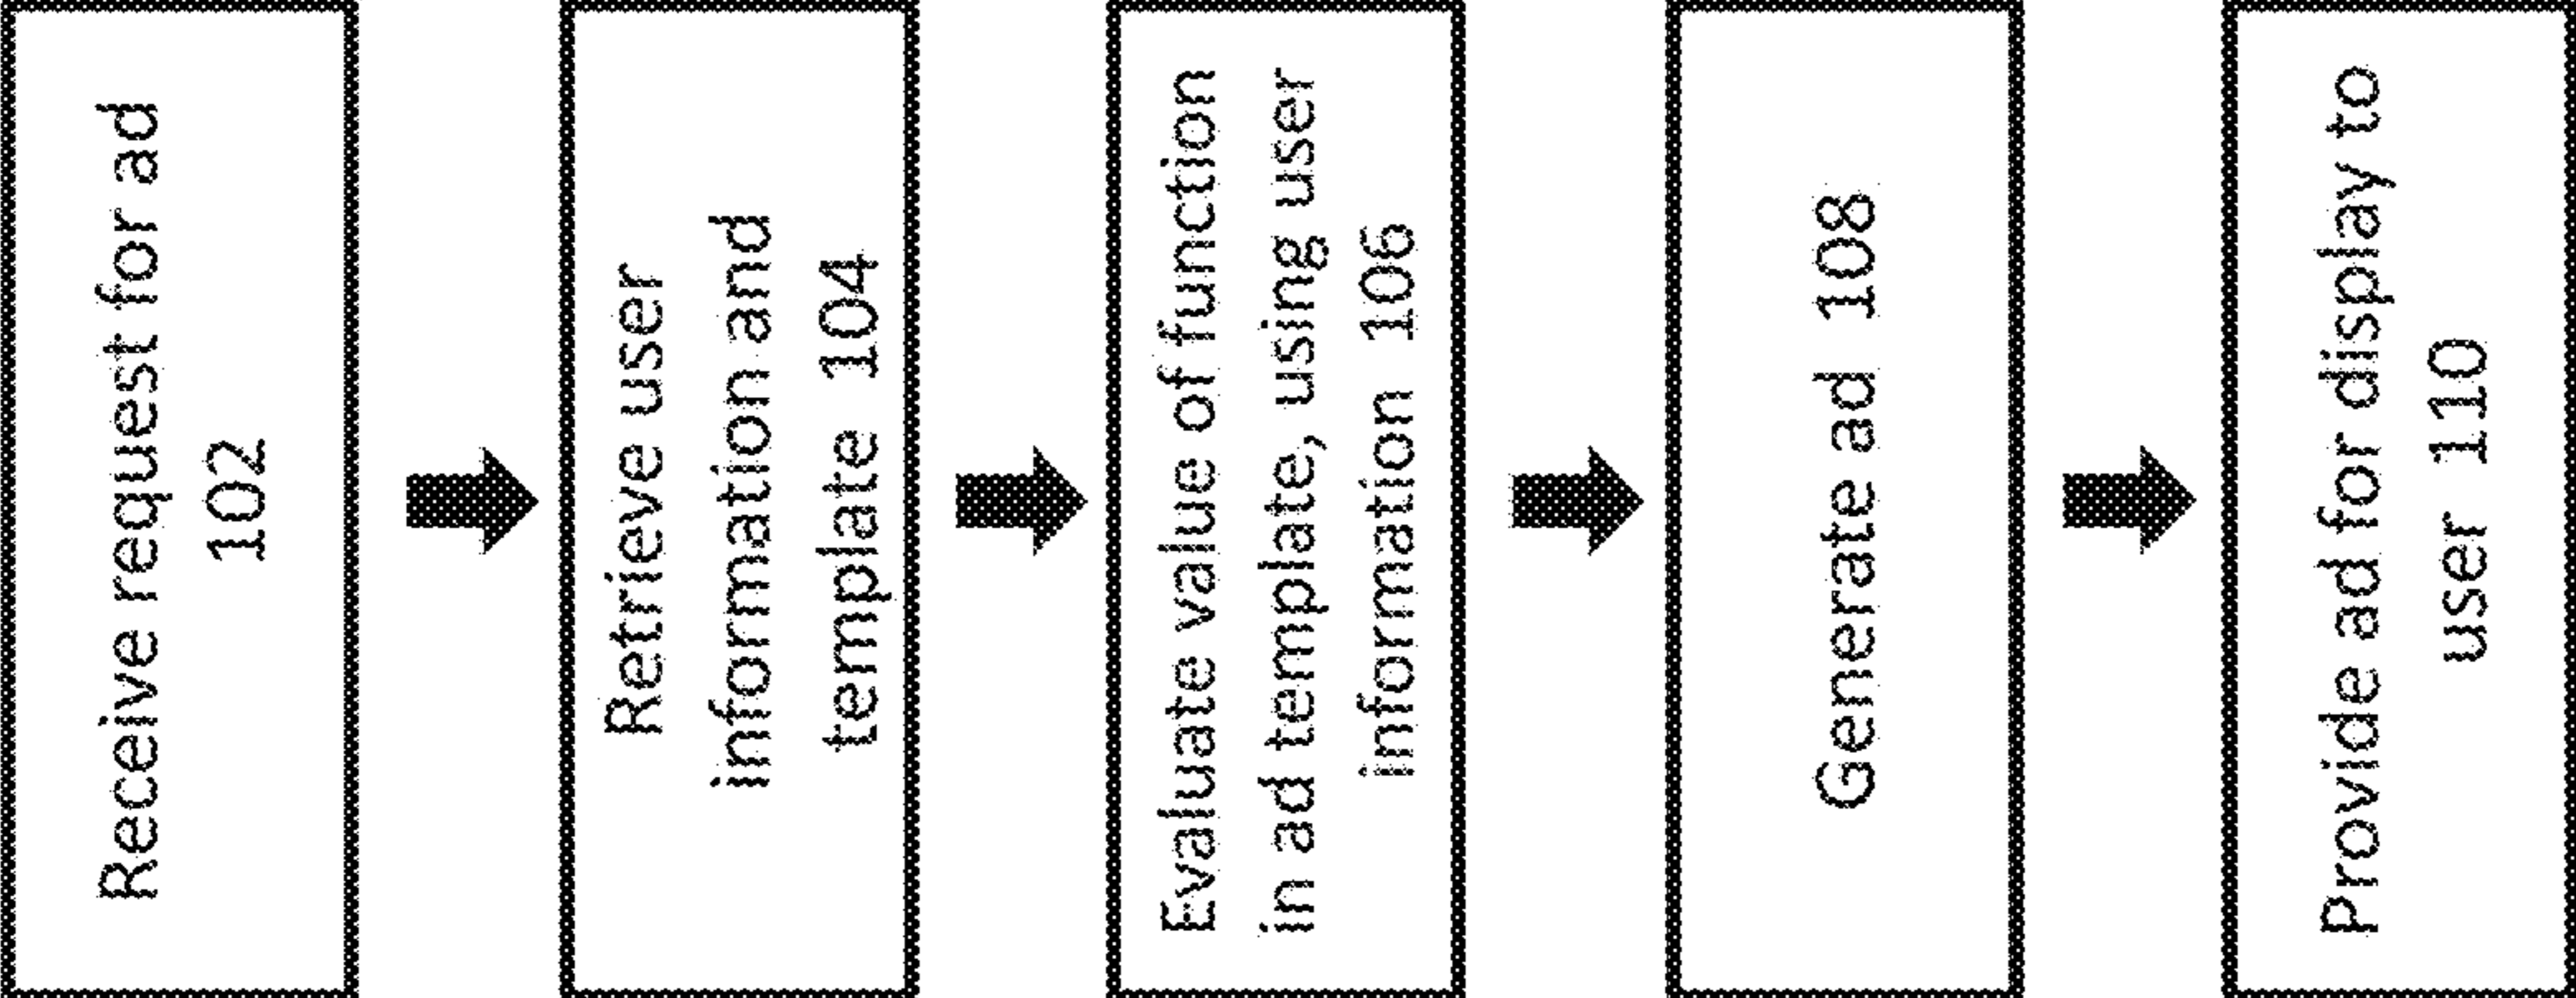 Receive request for ad
102
Retrieve user
information and
template 104
Evaluate value of function
in ad template, using user
information 106
Generate ad 108
Provide ad for display to
user 110